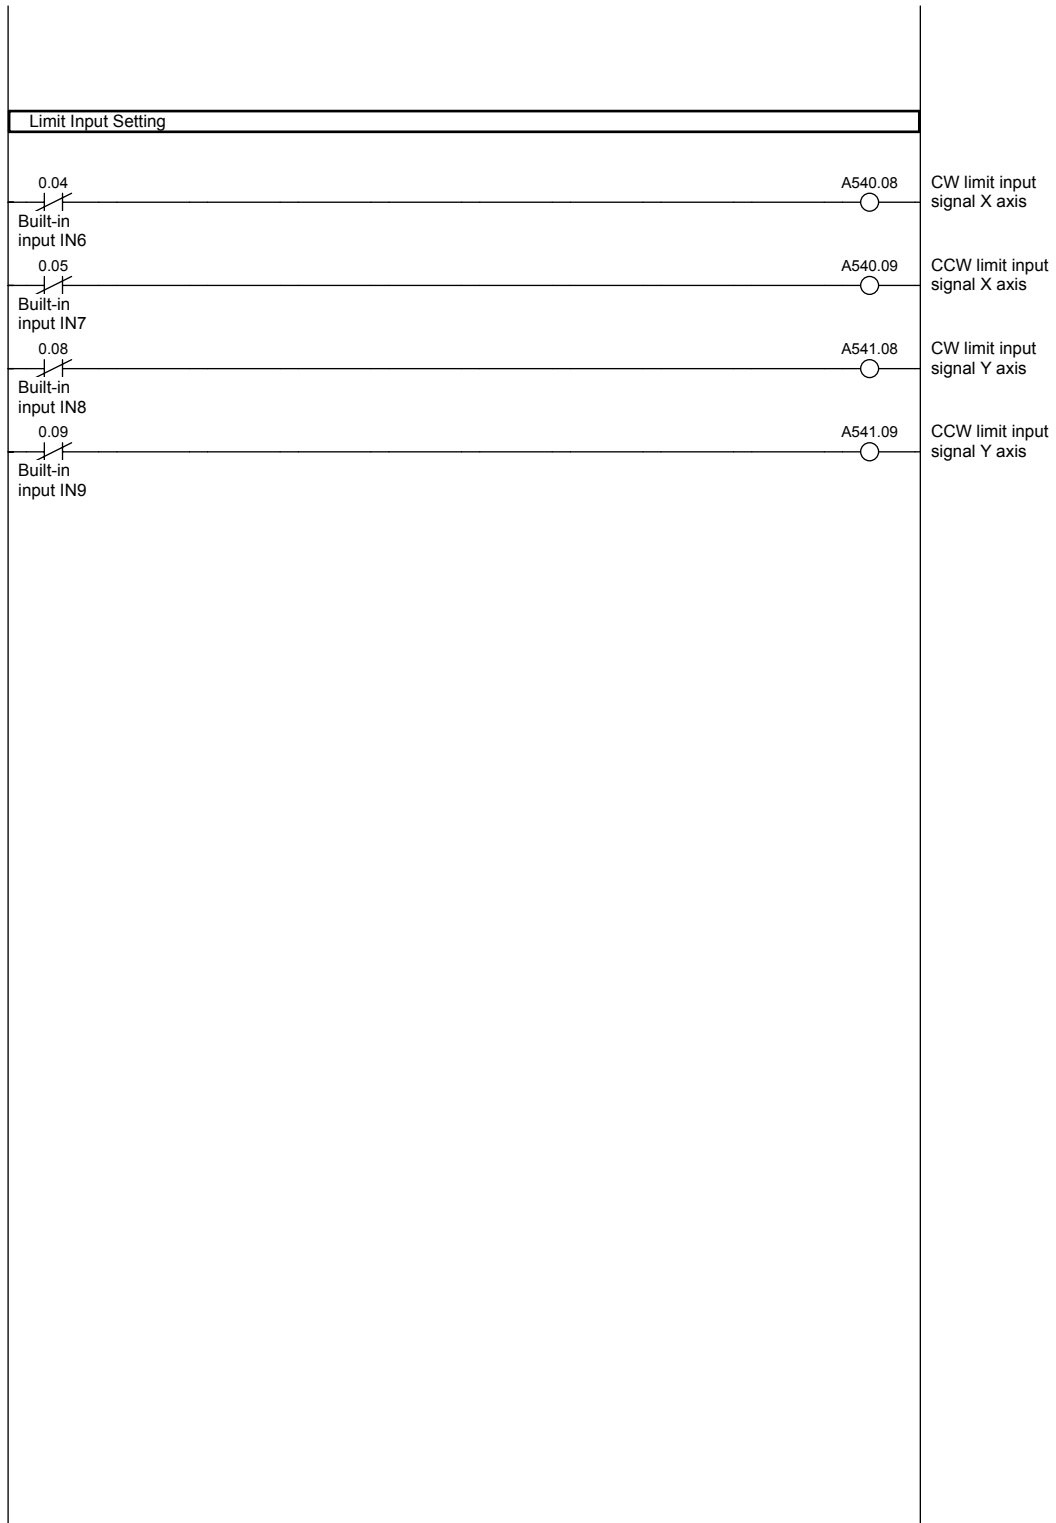 Limit Input Setting
0.04
A540.08
CW limit input
signal X axis
Built-in
input IN6
0.05
A540.09
CCW limit input
signal X axis
Built-in
input IN7
0.08
A541.08
CW limit input
signal Y axis
Built-in
input IN8
0.09
A541.09
CCW limit input
signal Y axis
Built-in
input IN9